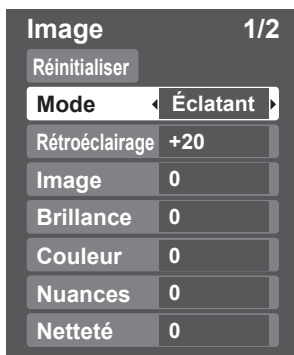 Image 1/2
Réinitialiser
Mode Éclatant
Rétroéclairage +20
Image 0
Brillance 0
Couleur 0
Nuances 0
Netteté 0